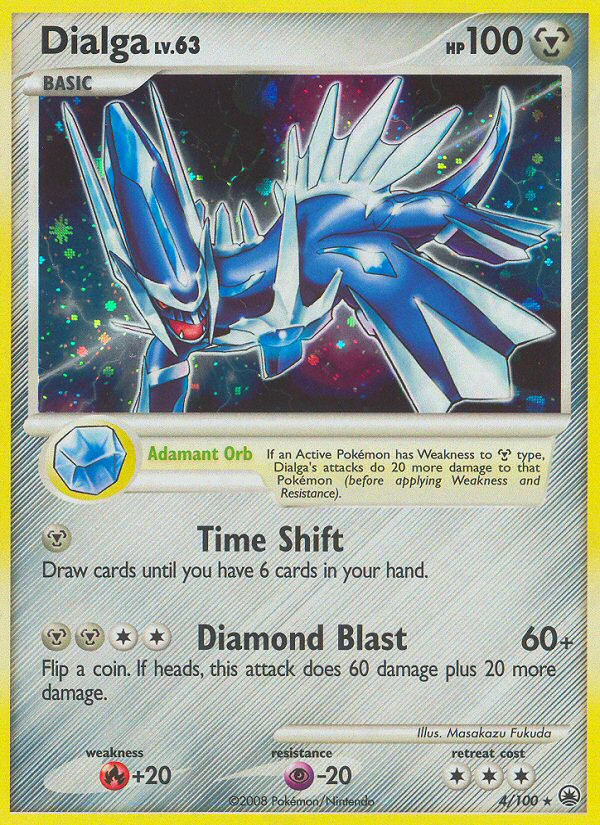 Dialga LV.63
HP 100
BASIC
Adamant Orb
If an Active Pokémon has Weakness to type,
Dialga's attacks do 20 more damage to that
Pokémon (before applying Weakness and
Resistance).
Time Shift
Draw cards until you have 6 cards in your hand.
Diamond Blast 60+
Flip a coin. If heads, this attack does 60 damage plus 20 more
damage.
Illus. Masakazu Fukuda
weakness resistance retreat cost
+20 -20
©2008 Pokémon/Nintendo 4/100 ★